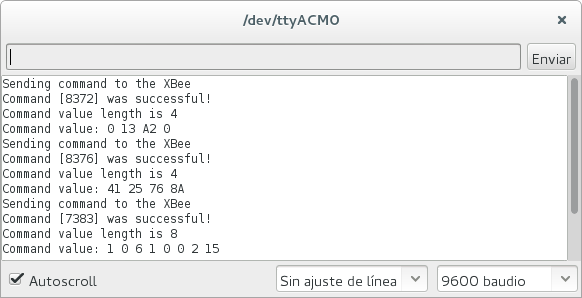 /dev/ttyACM0
Enviar
Sending command to the XBee
Command [8372] was successful!
Command value length is 4
Command value: 0 13 A2 0
Sending command to the XBee
Command [8376] was successful!
Command value length is 4
Command value: 41 25 76 8A
Sending command to the XBee
Command [7383] was successful!
Command value length is 8
Command value: 1 0 6 1 0 0 2 15
Autoscroll
Sin ajuste de línea
9600 baudio